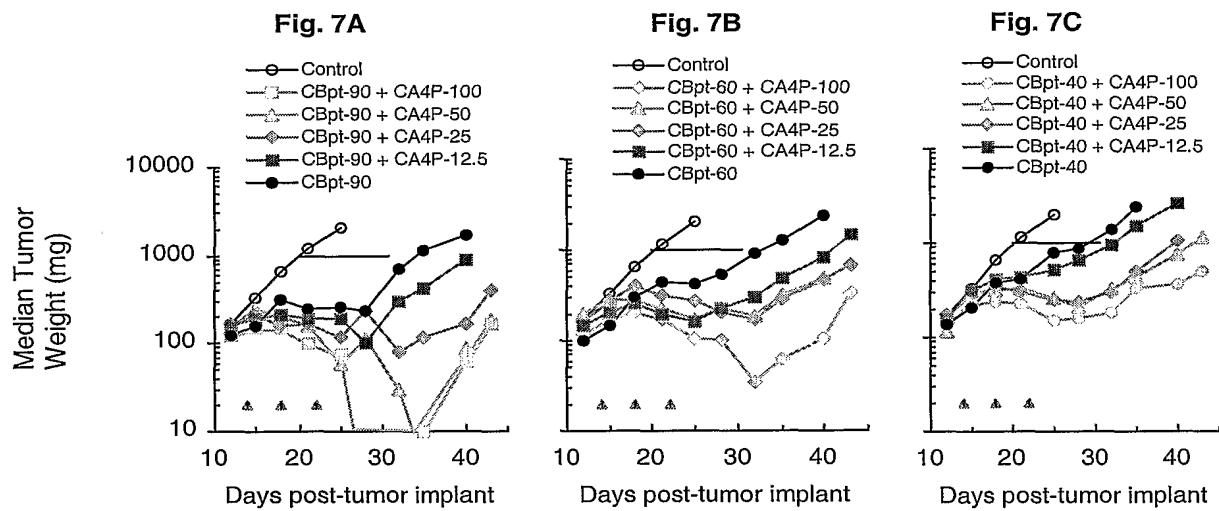 Fig. 7A
Control
CBpt-90 + CA4P-100
CBpt-90 + CA4P-50
CBpt-90 + CA4P-25
CBpt-90 + CA4P-12.5
CBpt-90
Fig. 7B
Control
CBpt-60 + CA4P-100
CBpt-60 + CA4P-50
CBpt-60 + CA4P-25
CBpt-60 + CA4P-12.5
CBpt-60
Fig. 7C
Control
CBpt-40 + CA4P-100
CBpt-40 + CA4P-50
CBpt-40 + CA4P-25
CBpt-40 + CA4P-12.5
CBpt-40
Median Tumor
Weight (mg)
10000
1000
100
10
10 20 30 40
Days post-tumor implant
10 20 30 40
Days post-tumor implant
10 20 30 40
Days post-tumor implant